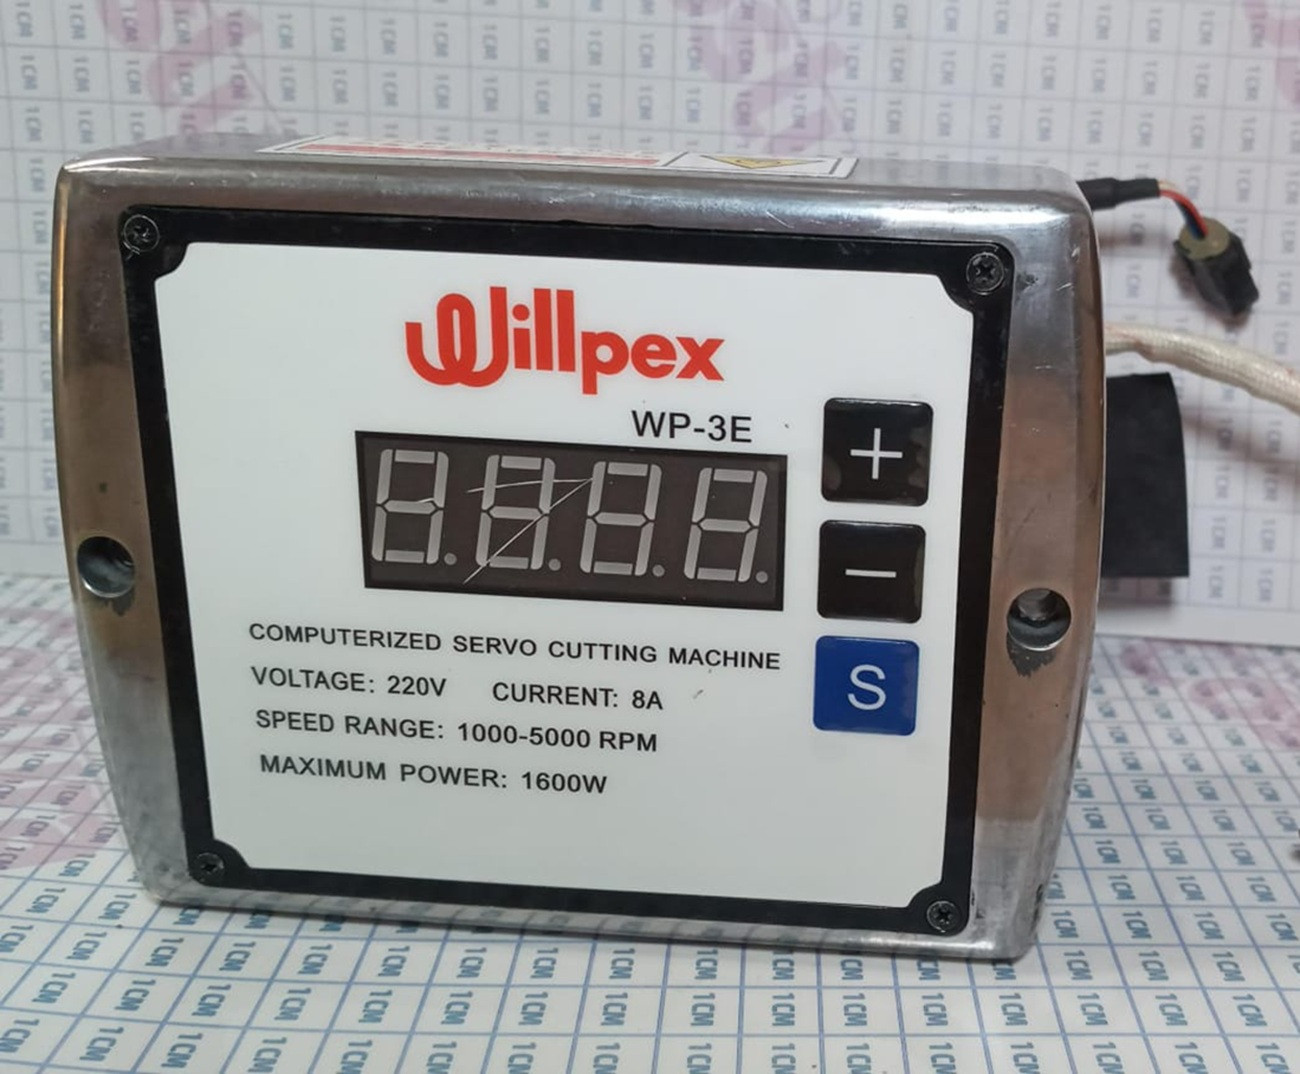 Willpex
WP-3E
+
−
S
COMPUTERIZED SERVO CUTTING MACHINE
VOLTAGE: 220V CURRENT: 8A
SPEED RANGE: 1000-5000 RPM
MAXIMUM POWER: 1600W
1CM